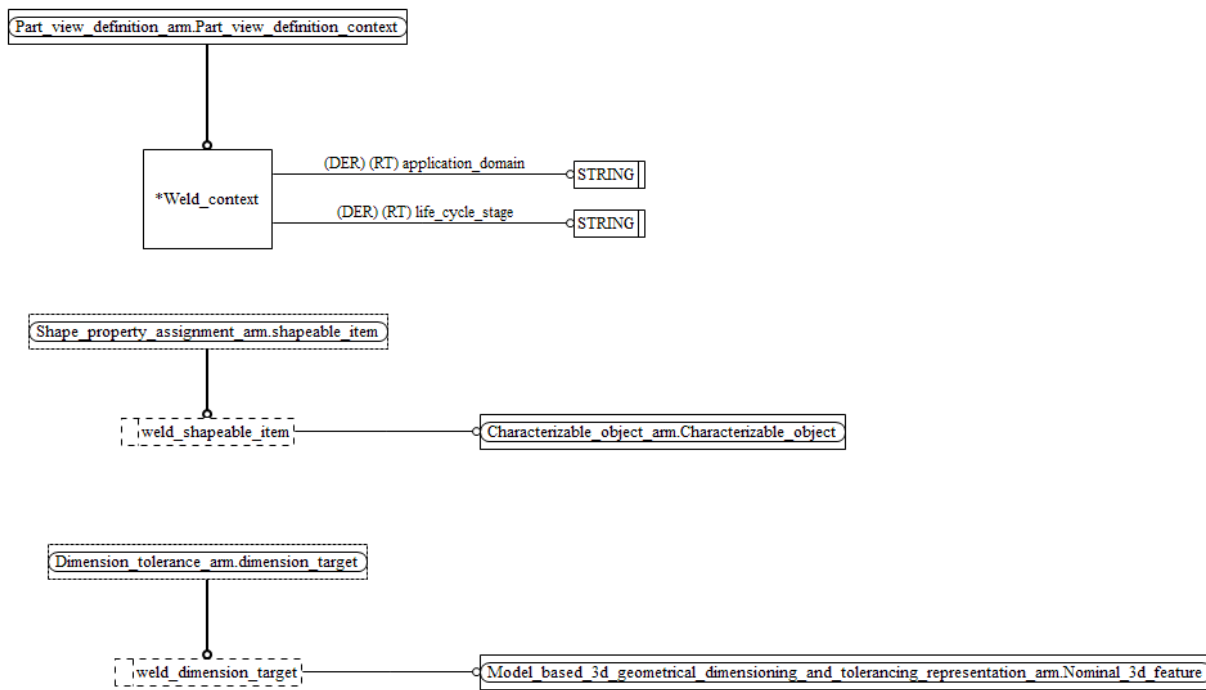 Part_view_definition_arm.Part_view_definition_context
(DER) (RT) application_domain
STRING
*Weld_context
(DER) (RT) life_cycle_stage
STRING
Shape_property_assignment_arm.shapeable_item
weld_shapeable_item
Characterizable_object_arm.Characterizable_object
Dimension_tolerance_arm.dimension_target
weld_dimension_target
Model_based_3d_geometrical_dimensioning_and_tolerancing_representation_arm.Nominal_3d_feature